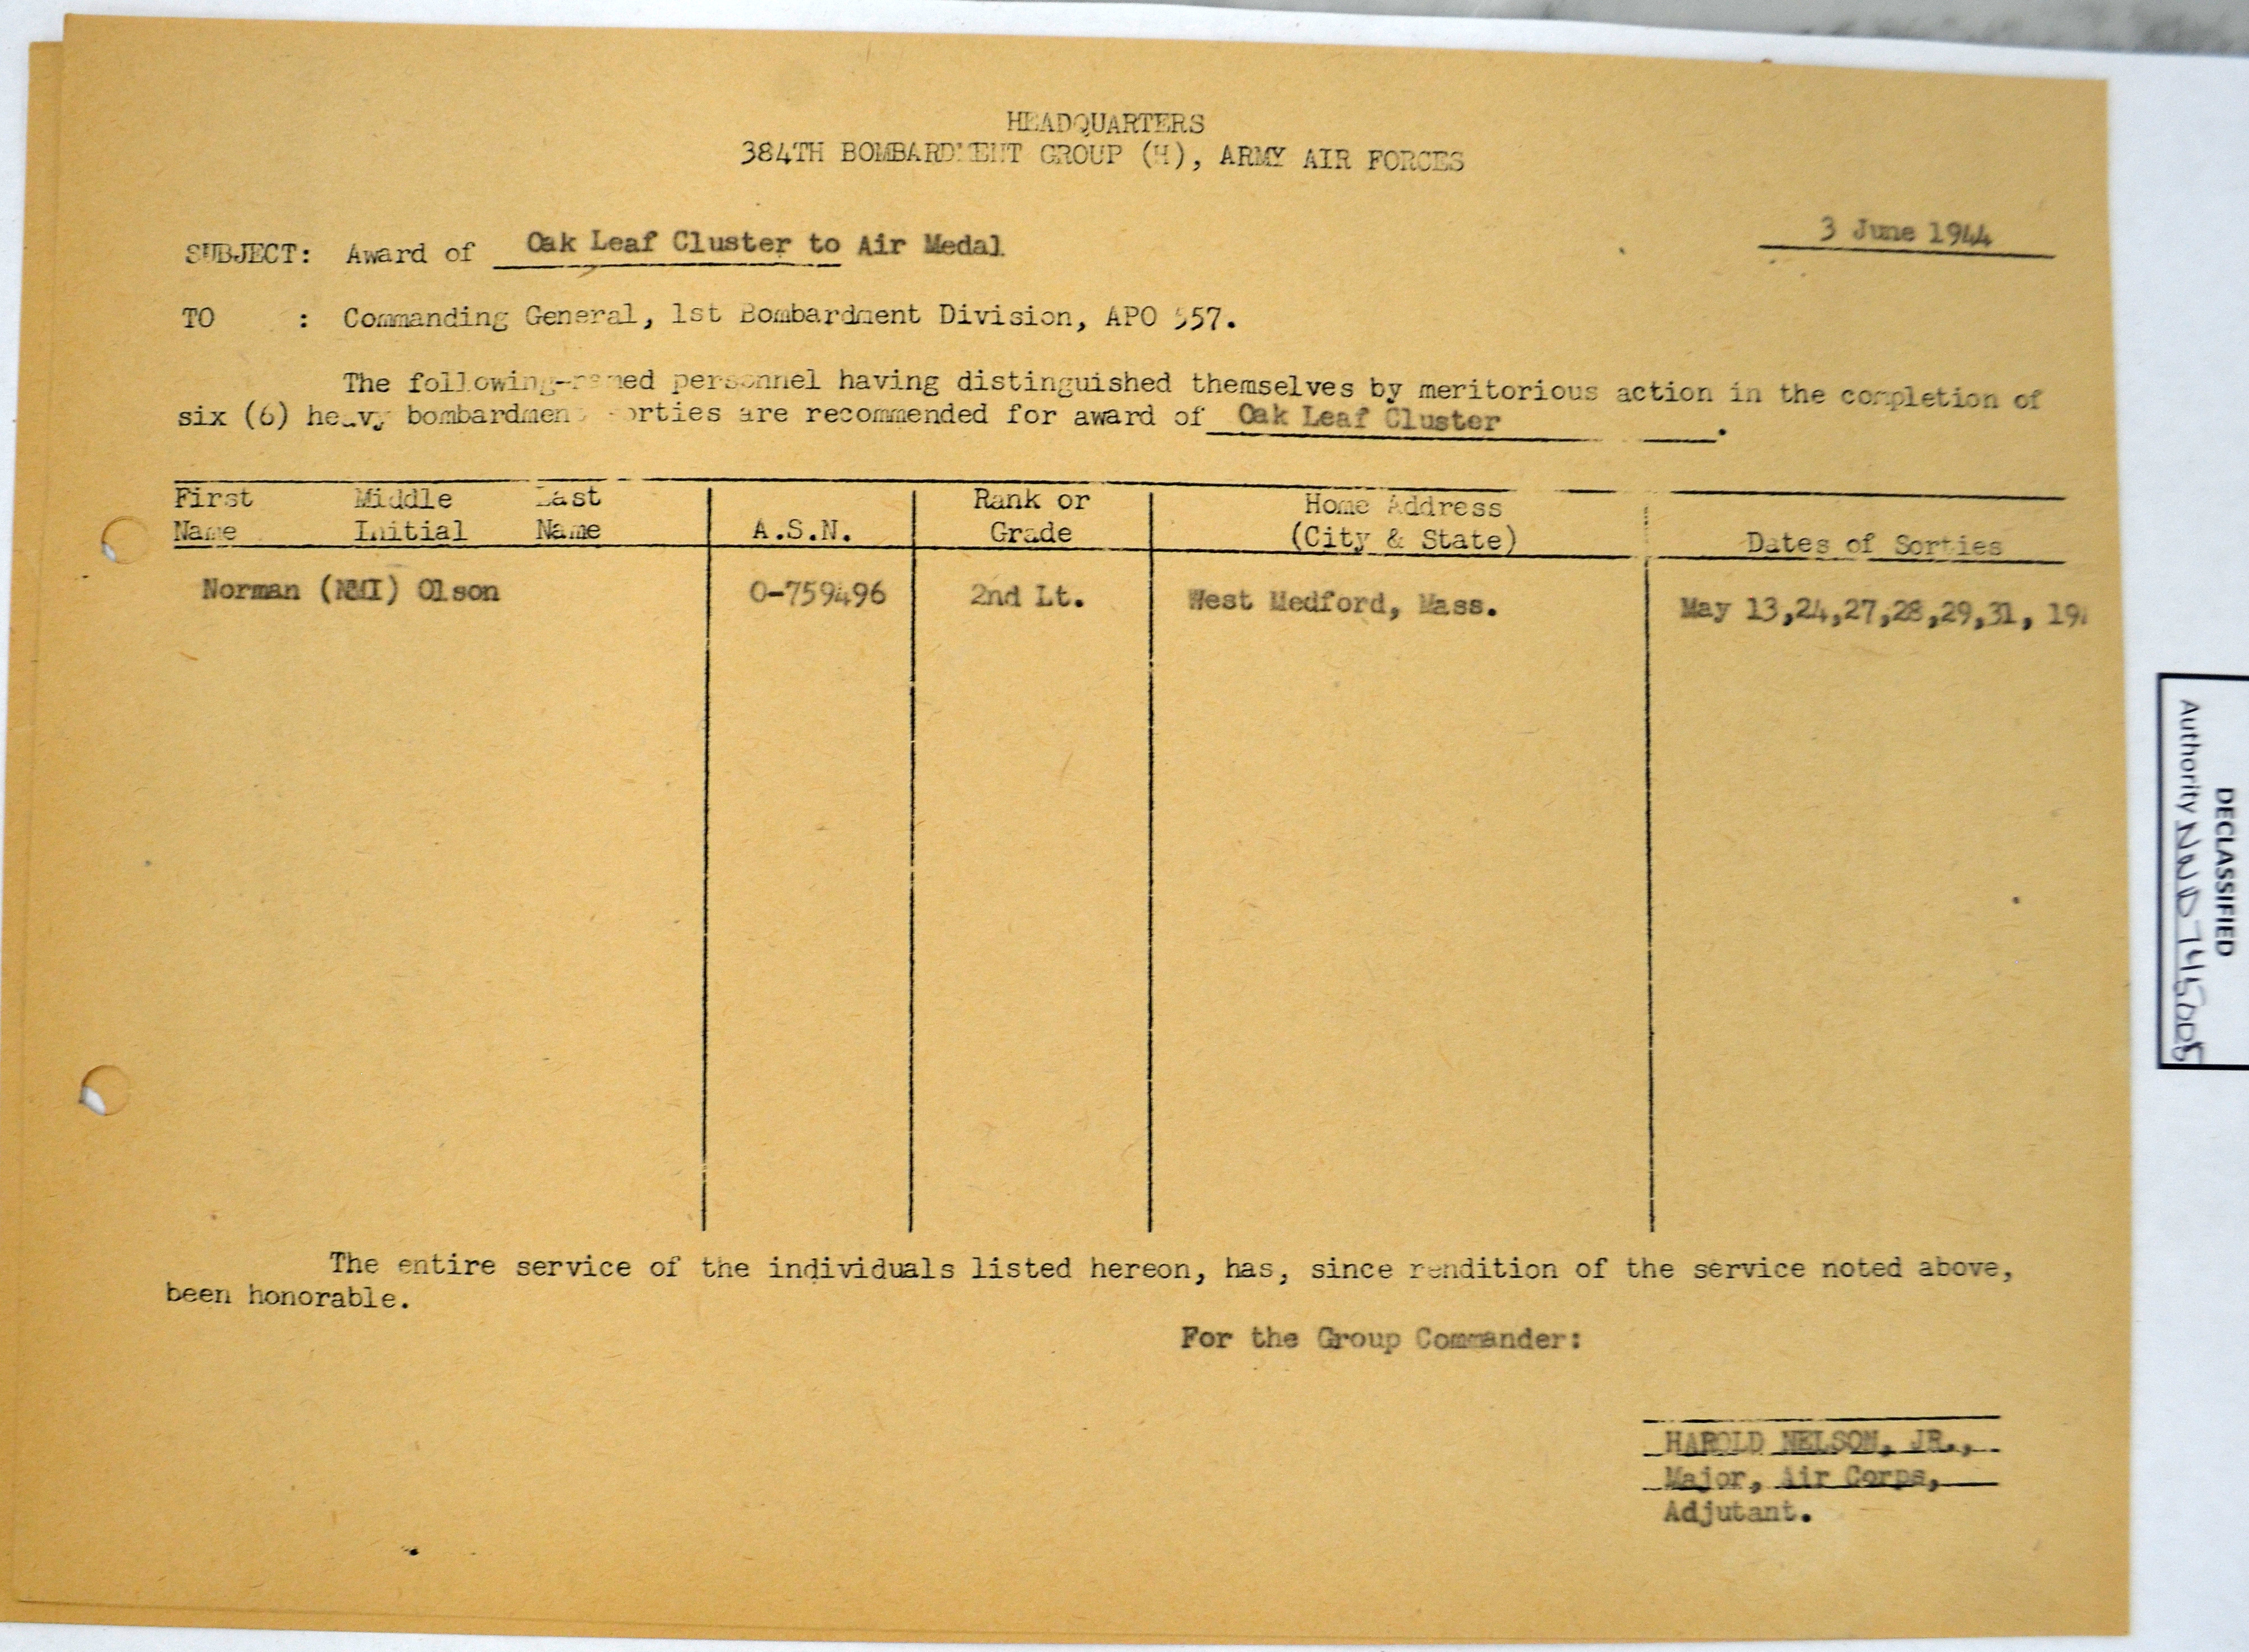 HEADQUARTERS
384TH BOMBARDMENT GROUP (H), ARMY AIR FORCES
3 June 1944
SUBJECT: Award of Oak Leaf Cluster to Air Medal
TO : Commanding General, 1st Bombardment Division, APO 557.
The following-named personnel having distinguished themselves by meritorious action in the completion of
six (6) heavy bombardment sorties are recommended for award of Oak Leaf Cluster .
First Middle Last Rank or Home Address
Name Initial Name A.S.N. Grade (City & State) Dates of Sorties
Norman (NMI) Olson 0-759496 2nd Lt. West Medford, Mass. May 13,24,27,28,29,31, 19
The entire service of the individuals listed hereon, has, since rendition of the service noted above,
been honorable.
For the Group Commander:
HAROLD NELSON, JR.,
Major, Air Corps,
Adjutant.
DECLASSIFIED
Authority NND 745005